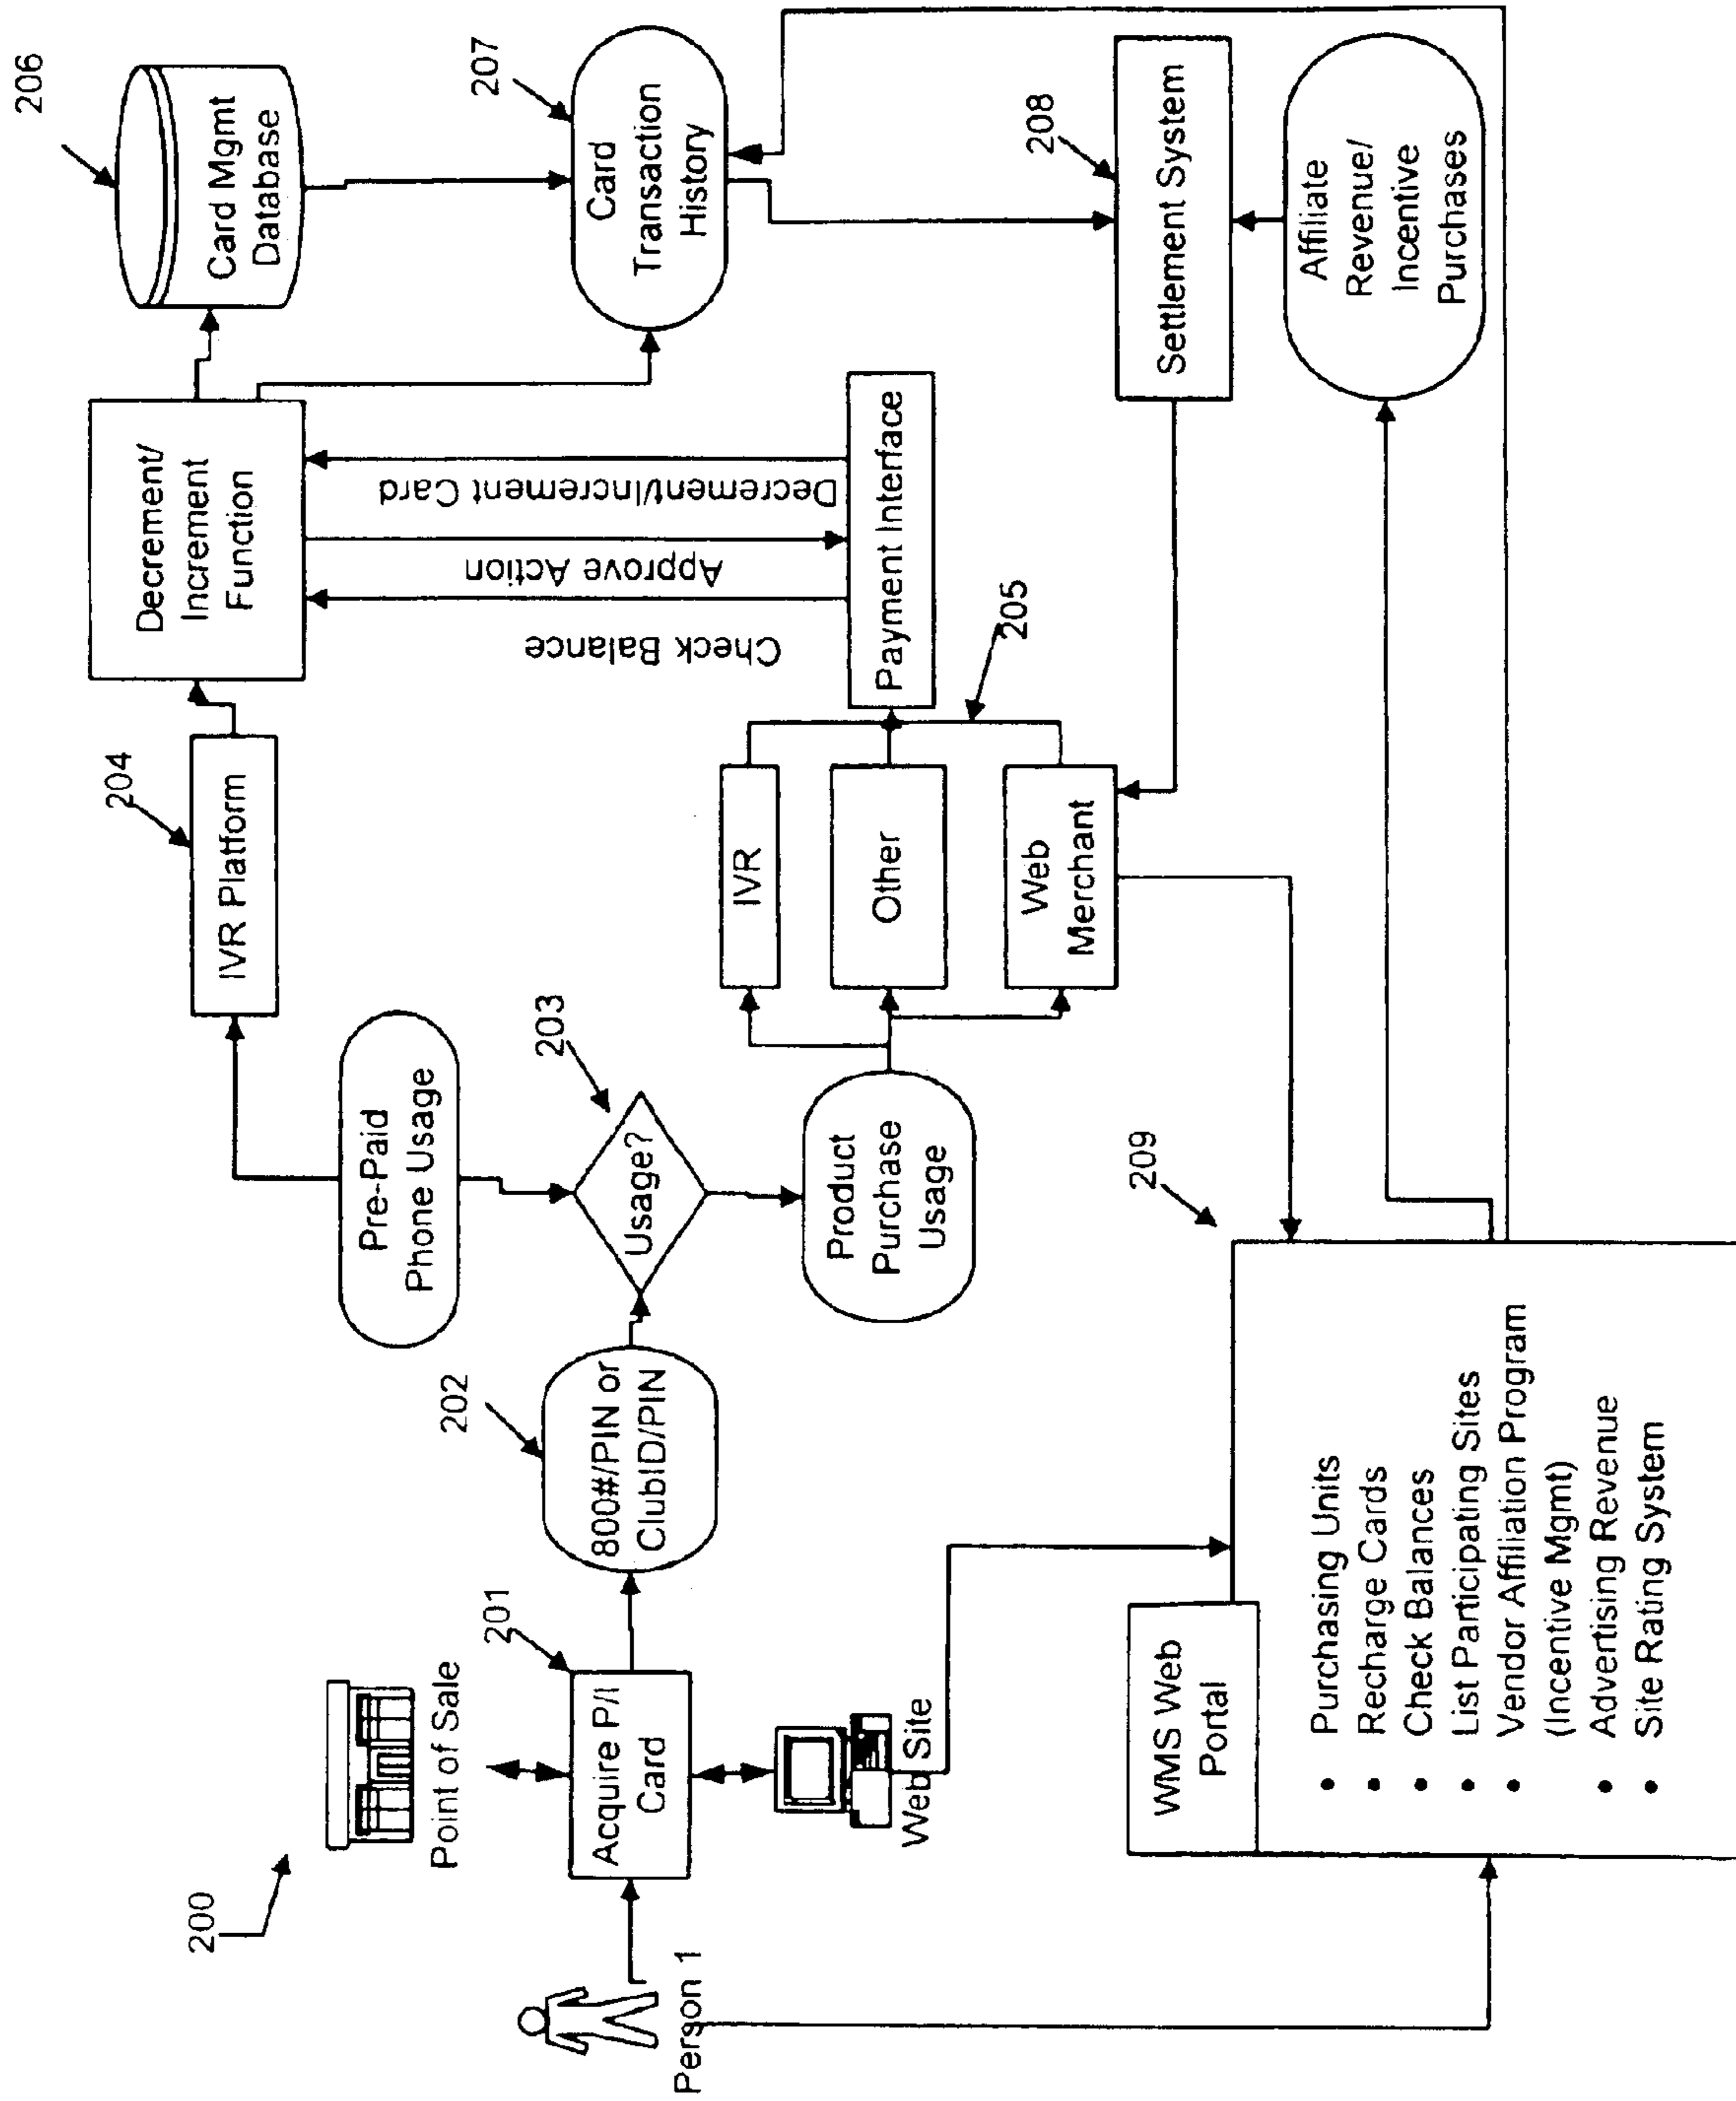 200
Point of Sale
Person 1
201
Acquire P/I
Card
Web Site
202
800#/PIN or
ClubID/PIN
Pre-Paid
Phone Usage
203
Usage?
Product
Purchase
Usage
204
IVR Platform
IVR
Other
Web
Merchant
205
Payment Interface
Check Balance
Approve Action
Decrement/Increment Card
Decrement/
Increment
Function
206
Card Mgmt
Database
207
Card
Transaction
History
208
Settlement System
Affiliate
Revenue/
Incentive
Purchases
209
WMS Web
Portal
• Purchasing Units
• Recharge Cards
• Check Balances
• List Participating Sites
• Vendor Affiliation Program
(Incentive Mgmt)
• Advertising Revenue
• Site Rating System